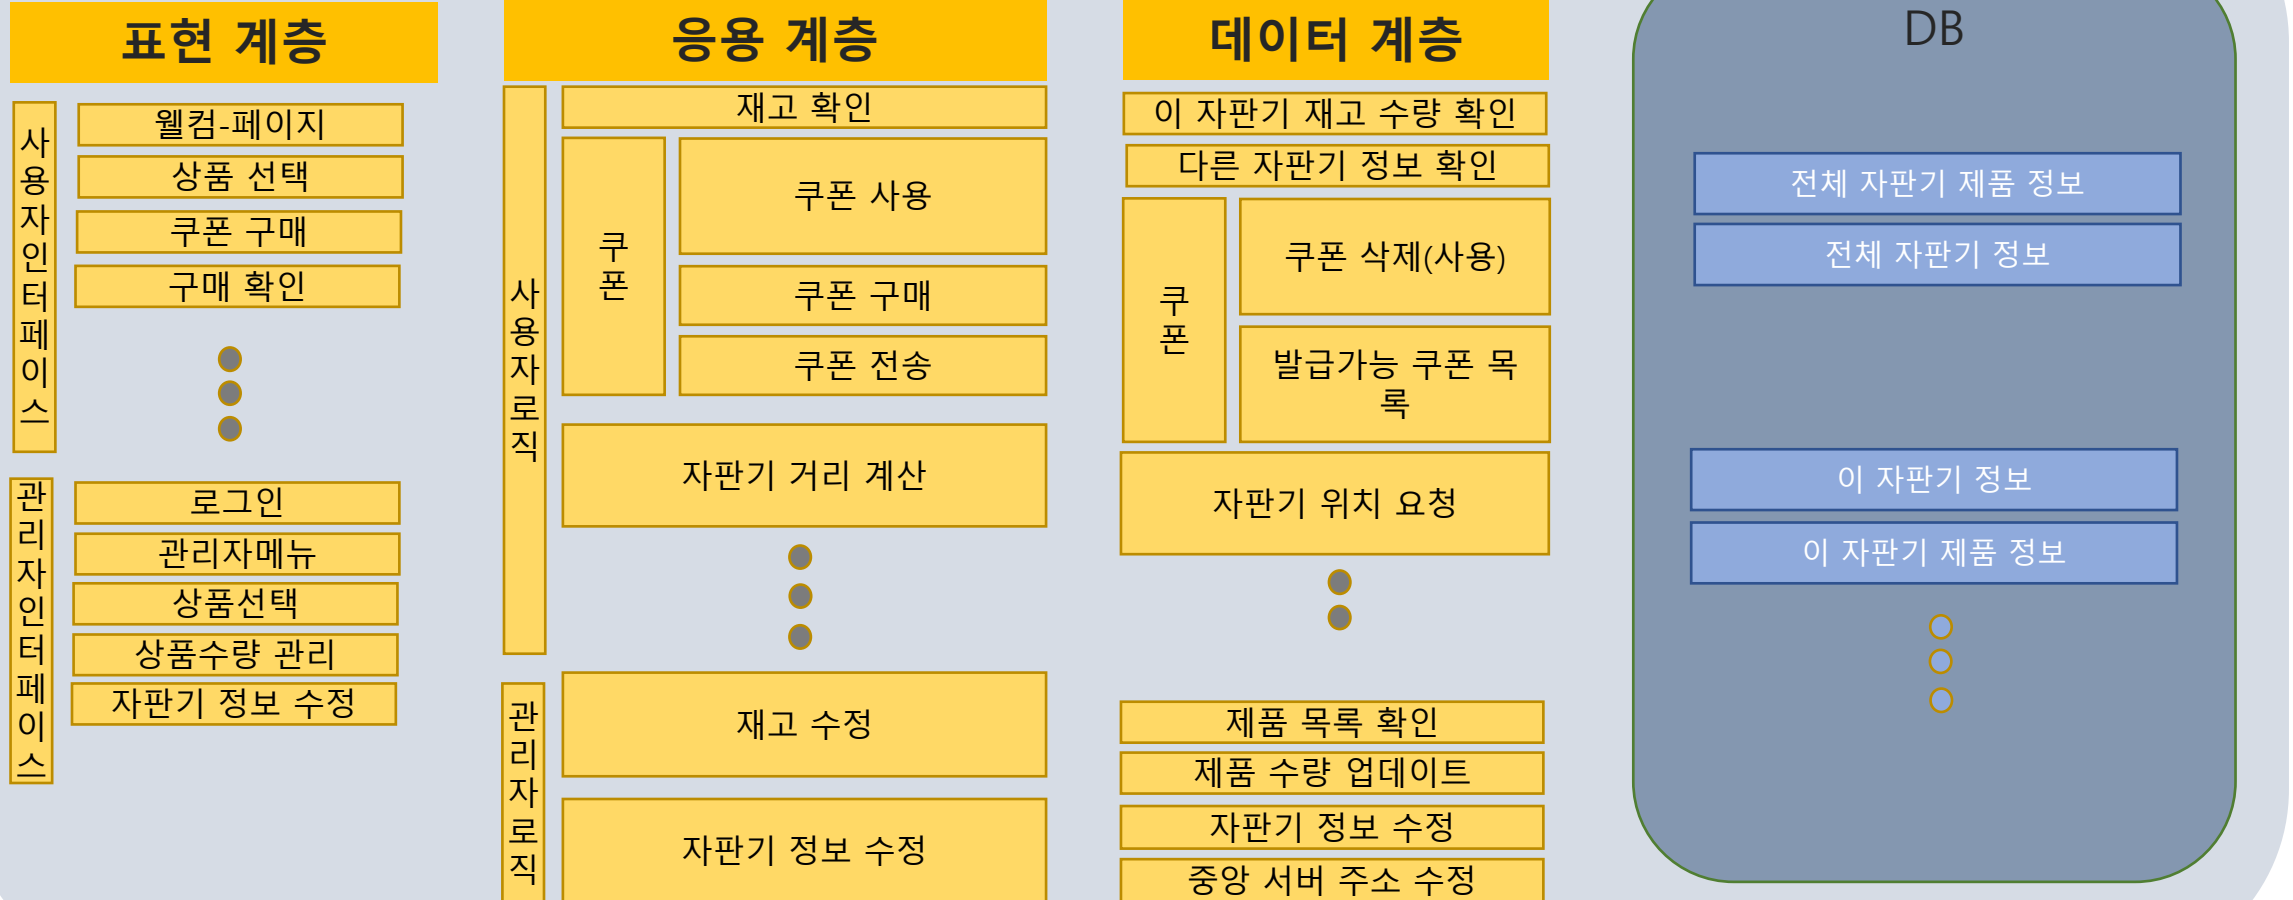 표현 계층
사용자인터페이스
웰컴-페이지
상품 선택
쿠폰 구매
구매 확인
관리자인터페이스
로그인
관리자메뉴
상품선택
상품수량 관리
자판기 정보 수정
응용 계층
사용자로직
재고 확인
쿠폰
쿠폰 사용
쿠폰 구매
쿠폰 전송
자판기 거리 계산
관리자로직
재고 수정
자판기 정보 수정
데이터 계층
이 자판기 재고 수량 확인
다른 자판기 정보 확인
쿠폰
쿠폰 삭제(사용)
발급가능 쿠폰 목
록
자판기 위치 요청
제품 목록 확인
제품 수량 업데이트
자판기 정보 수정
중앙 서버 주소 수정
DB
전체 자판기 제품 정보
전체 자판기 정보
이 자판기 정보
이 자판기 제품 정보